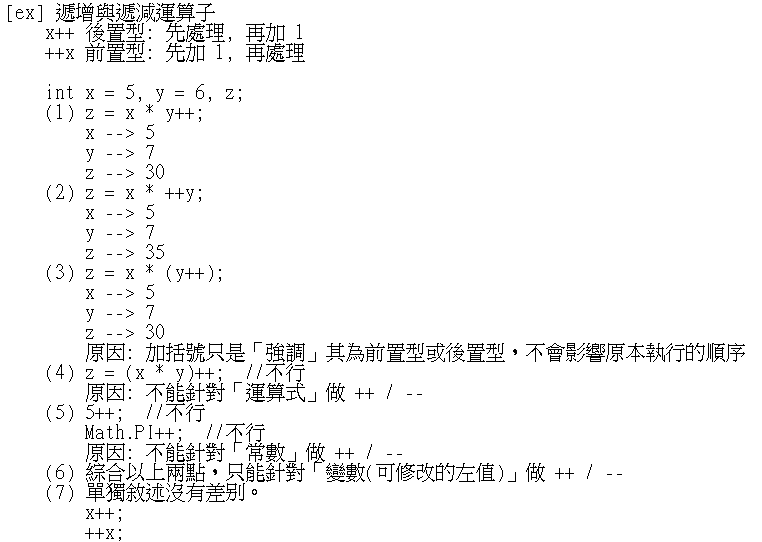 [ex] 遞增與遞減運算子
x++ 後置型: 先處理, 再加 1
++x 前置型: 先加 1, 再處理
int x = 5, y = 6, z;
(1) z = x * y++;
x --> 5
y --> 7
z --> 30
(2) z = x * ++y;
x --> 5
y --> 7
z --> 35
(3) z = x * (y++);
x --> 5
y --> 7
z --> 30
原因: 加括號只是「強調」其為前置型或後置型，不會影響原本執行的順序
(4) z = (x * y)++; //不行
原因: 不能針對「運算式」做 ++ / --
(5) 5++; //不行
Math.PI++; //不行
原因: 不能針對「常數」做 ++ / --
(6) 綜合以上兩點，只能針對「變數(可修改的左值)」做 ++ / --
(7) 單獨敘述沒有差別。
x++;
++x;